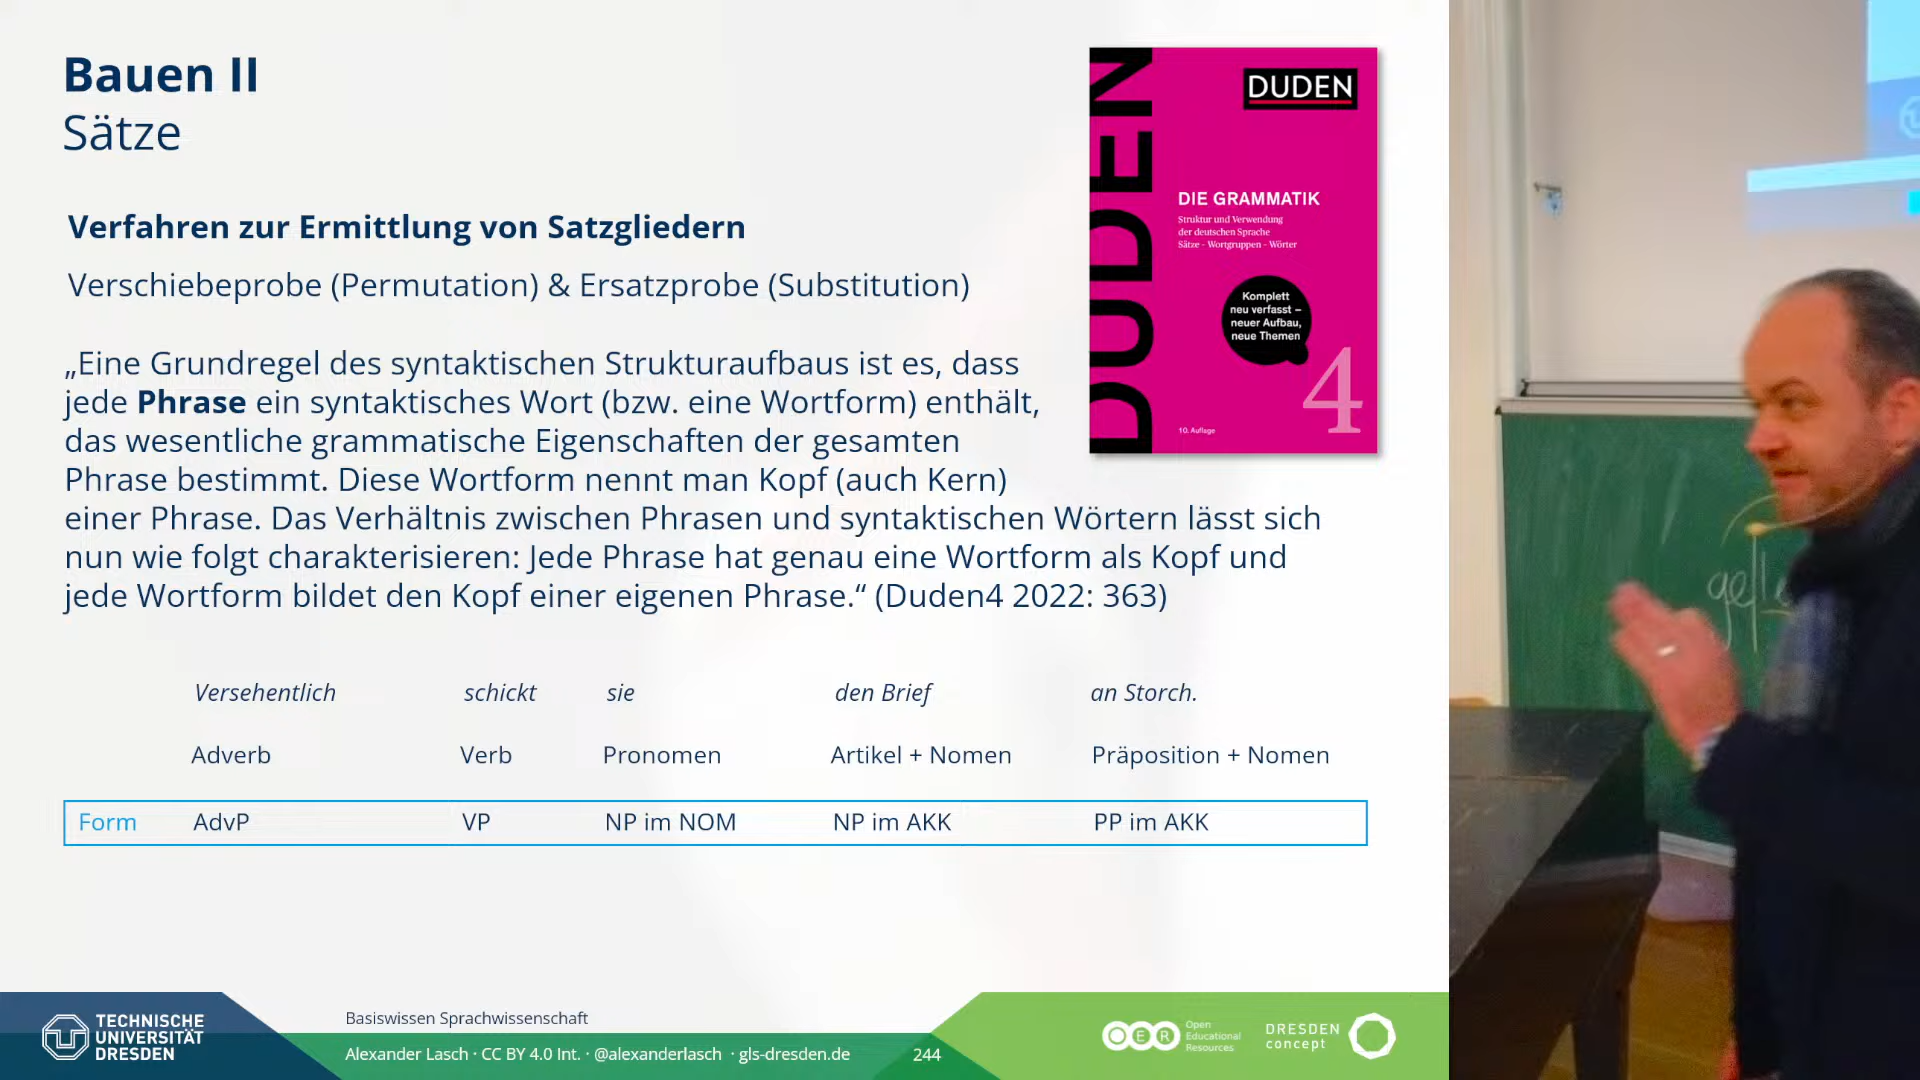 Bauen II
Sätze
Verfahren zur Ermittlung von Satzgliedern
Verschiebeprobe (Permutation) & Ersatzprobe (Substitution)
„Eine Grundregel des syntaktischen Strukturaufbaus ist es, dass
jede Phrase ein syntaktisches Wort (bzw. eine Wortform) enthält,
das wesentliche grammatische Eigenschaften der gesamten
Phrase bestimmt. Diese Wortform nennt man Kopf (auch Kern)
einer Phrase. Das Verhältnis zwischen Phrasen und syntaktischen Wörtern lässt sich
nun wie folgt charakterisieren: Jede Phrase hat genau eine Wortform als Kopf und
jede Wortform bildet den Kopf einer eigenen Phrase.“ (Duden4 2022: 363)
DUDEN
DUDEN
DIE GRAMMATIK
Struktur und Verwendung
der deutschen Sprache
Sätze - Wortgruppen - Wörter
Komplett
neu verfasst –
neuer Aufbau,
neue Themen
4
10. Auflage
Versehentlich schickt sie den Brief an Storch.
Adverb Verb Pronomen Artikel + Nomen Präposition + Nomen
Form AdvP VP NP im NOM NP im AKK PP im AKK
TECHNISCHE
UNIVERSITÄT
DRESDEN
Basiswissen Sprachwissenschaft
Alexander Lasch · CC BY 4.0 Int. · @alexanderlasch · gls-dresden.de 244
OER Open
Educational
Resources
DRESDEN
concept